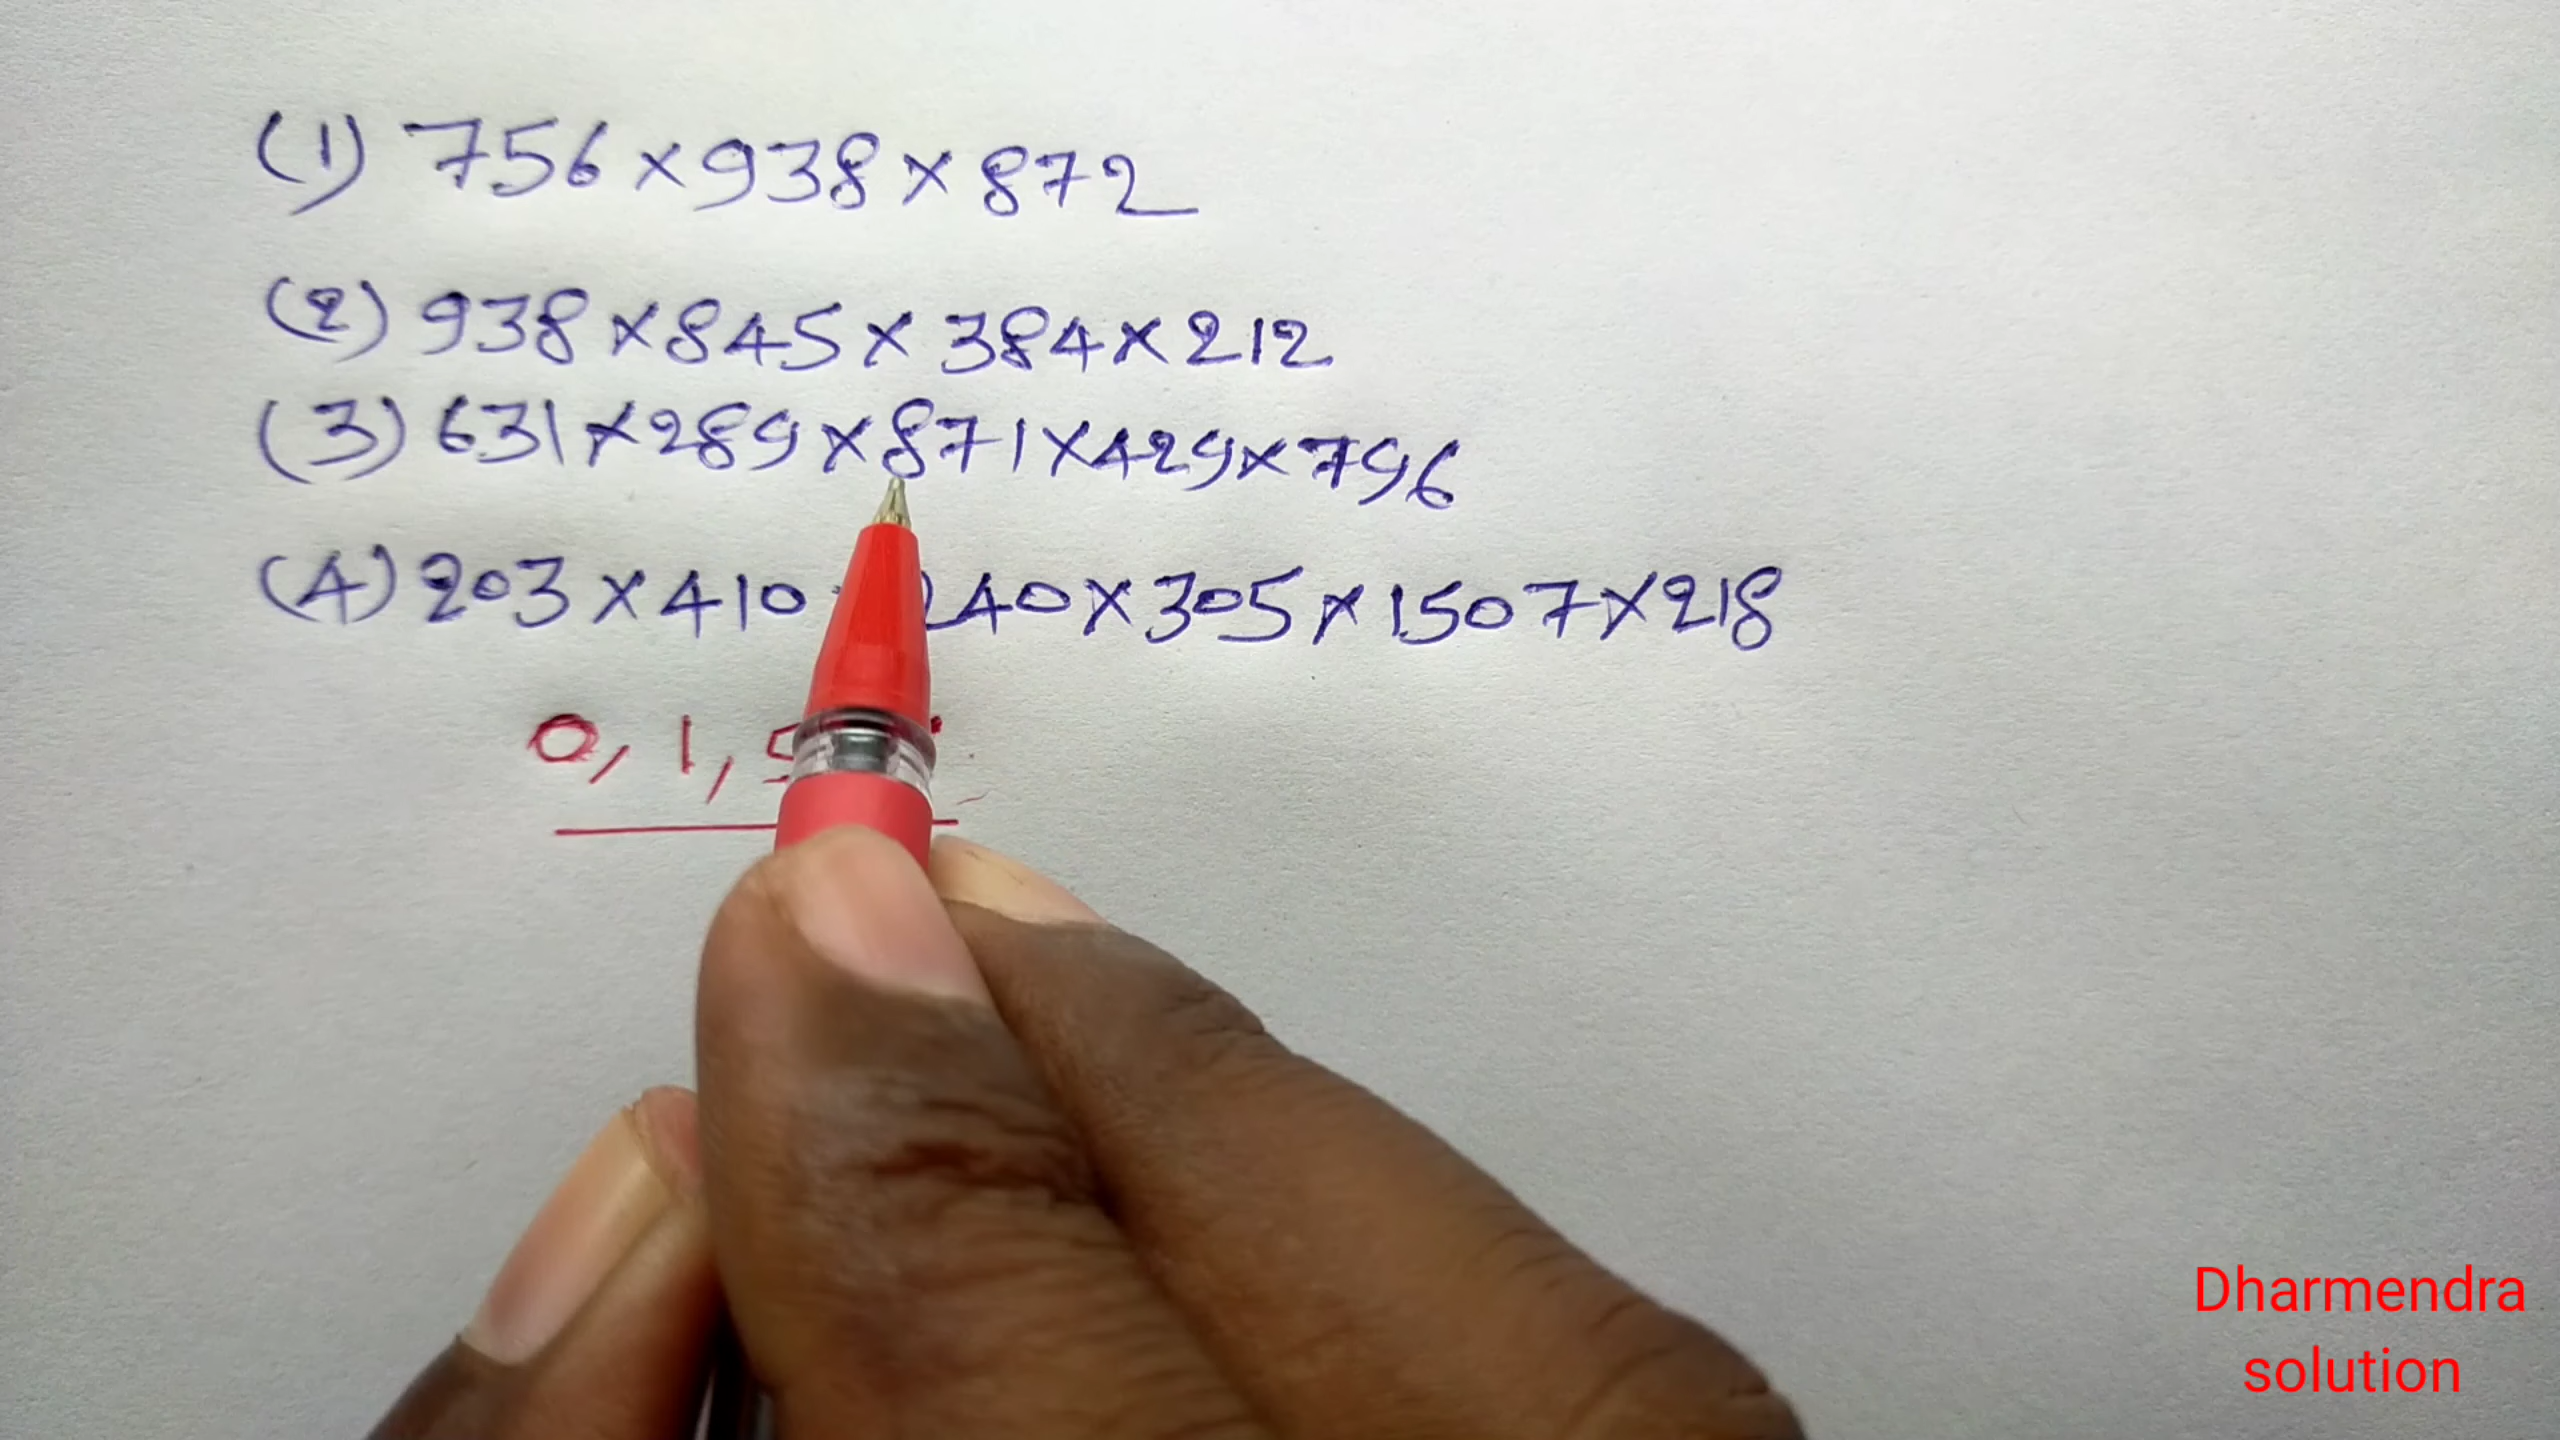 (1) 756×938×872
(2) 938×845×384×212
(3) 631×289×871×429×796
(4) 203×410 240×305×1507×218
0, 1, 5
Dharmendra
solution